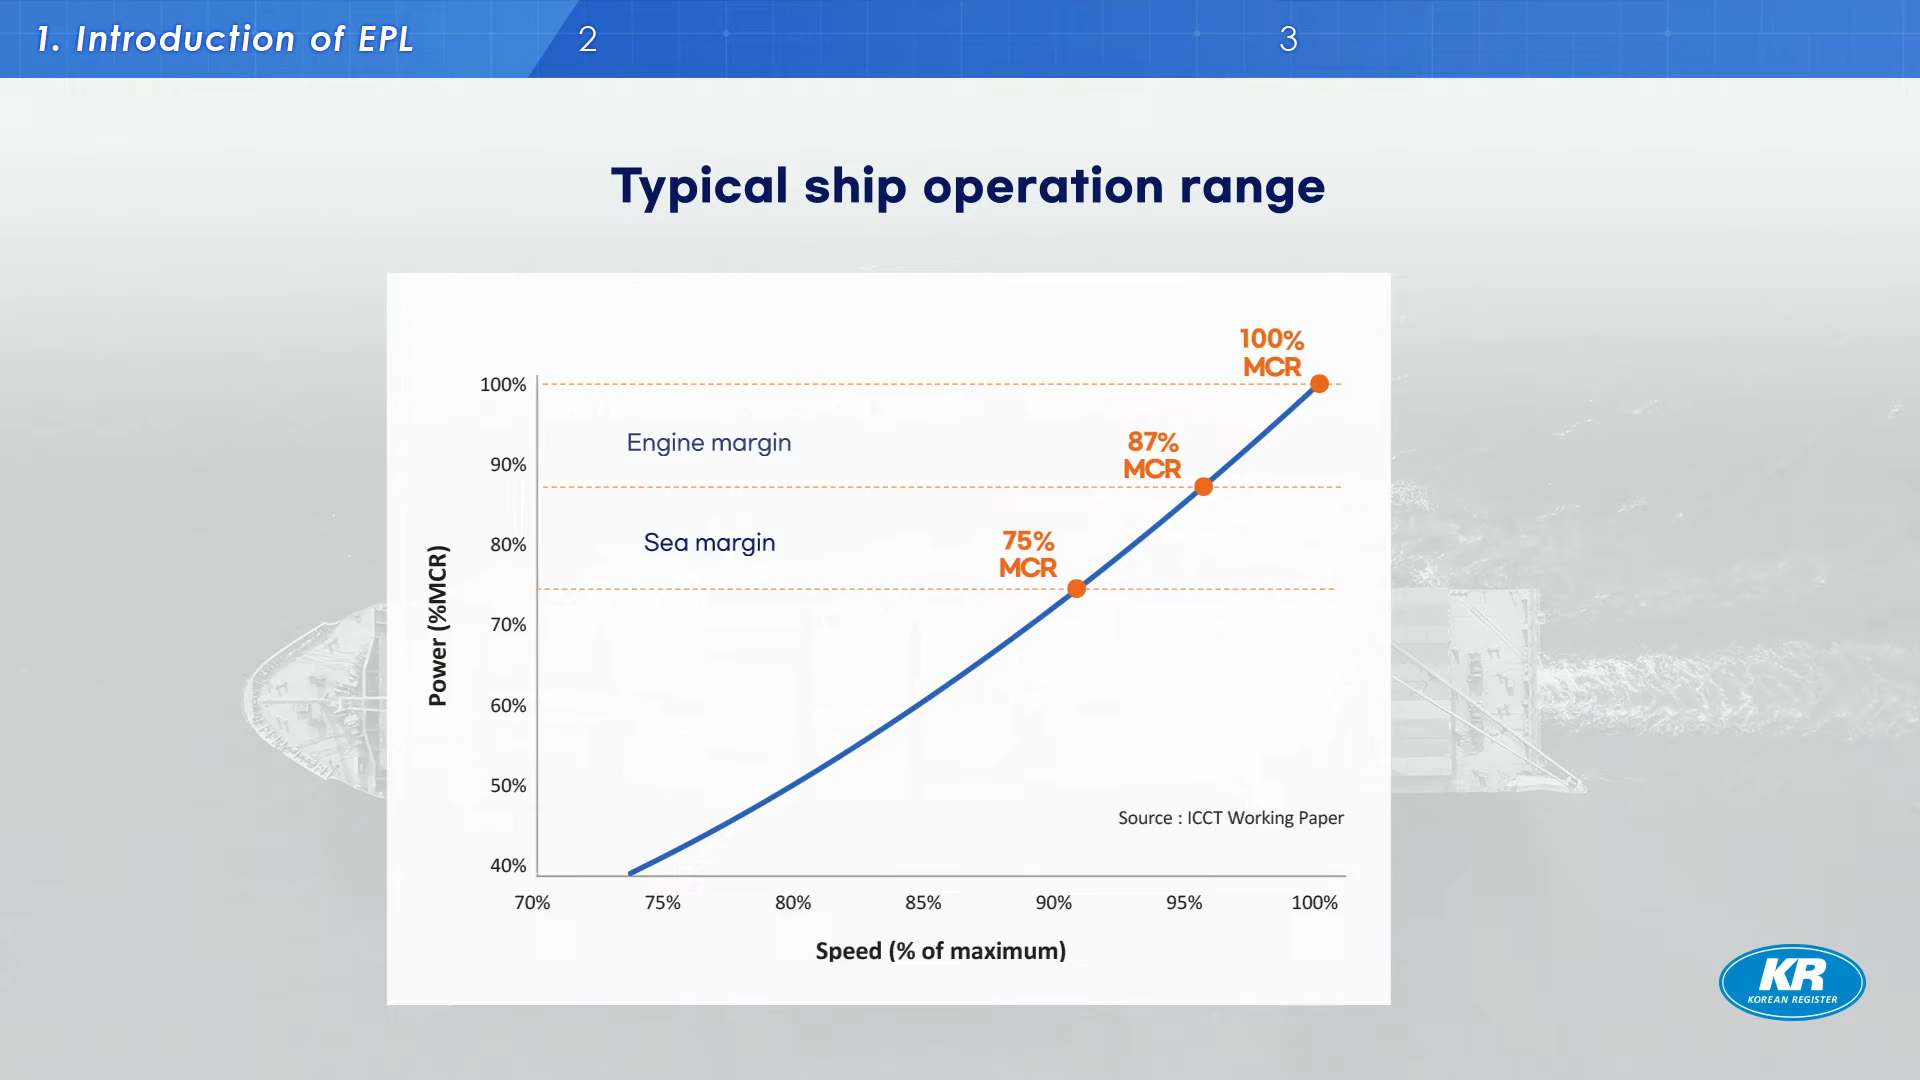 1. Introduction of EPL
2
3
Typical ship operation range
100%
MCR
100%
Engine margin
87%
MCR
90%
Sea margin
75%
MCR
80%
Power (%MCR)
70%
60%
50%
Source : ICCT Working Paper
40%
70% 75% 80% 85% 90% 95% 100%
Speed (% of maximum)
KR
KOREAN REGISTER